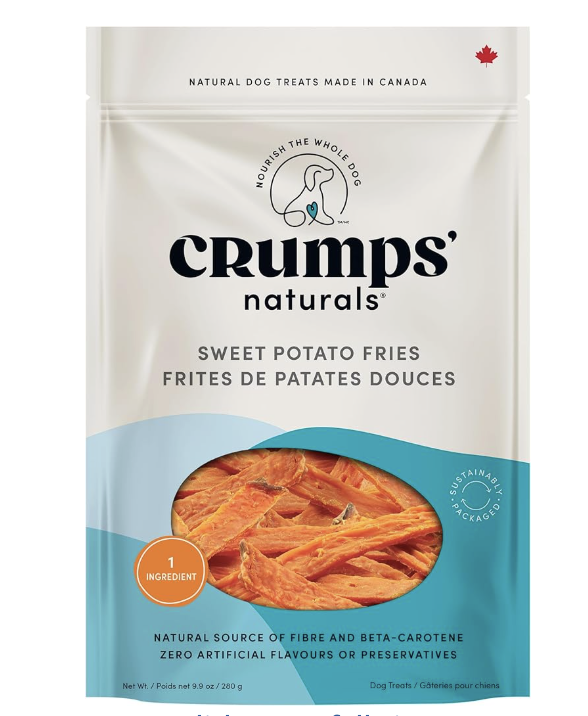 NATURAL DOG TREATS MADE IN CANADA
NOURISH THE WHOLE DOG
CRUMPS'
naturals®
SWEET POTATO FRIES
FRITES DE PATATES DOUCES
SUSTAINABLY
PACKAGED
1
INGREDIENT
NATURAL SOURCE OF FIBRE AND BETA-CAROTENE
ZERO ARTIFICIAL FLAVOURS OR PRESERVATIVES
Net Wt. / Poids net 9.9 oz / 280 g
Dog Treats / Gâteries pour chiens